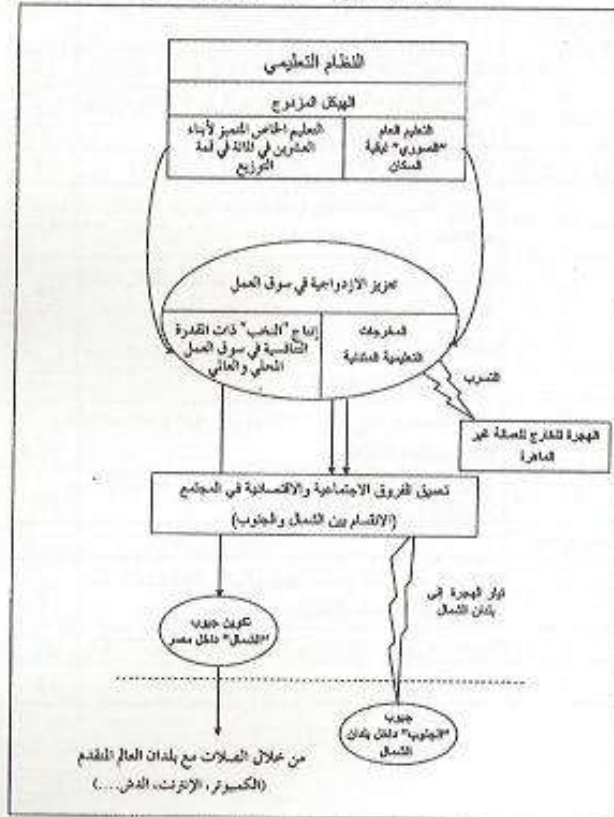 النظام التعليمي
الهيكل المزدوج
التعليم العام
"الصوري" لبقية
السكان
التعليم الخاص المتميز لأبناء
العشرين في المائة في قمة
التوزيع
تعزيز الازدواجية في سوق العمل
المخرجات
التعليمية المتدنية
إنتاج "النخب" ذات القدرة
التنافسية في سوق العمل
المحلي والعالمي
التسرب
الهجرة للخارج للعمالة غير
الماهرة
تعميق الفروق الاجتماعية والاقتصادية في المجتمع
(الانقسام بين الشمال والجنوب)
تيار الهجرة إلى
بلدان الشمال
تكوين جيوب
"الشمال" داخل مصر
جيوب
"الجنوب" داخل بلدان
الشمال
من خلال الصلات مع بلدان العالم المتقدم
(الكمبيوتر، الإنترنت، الدش....)